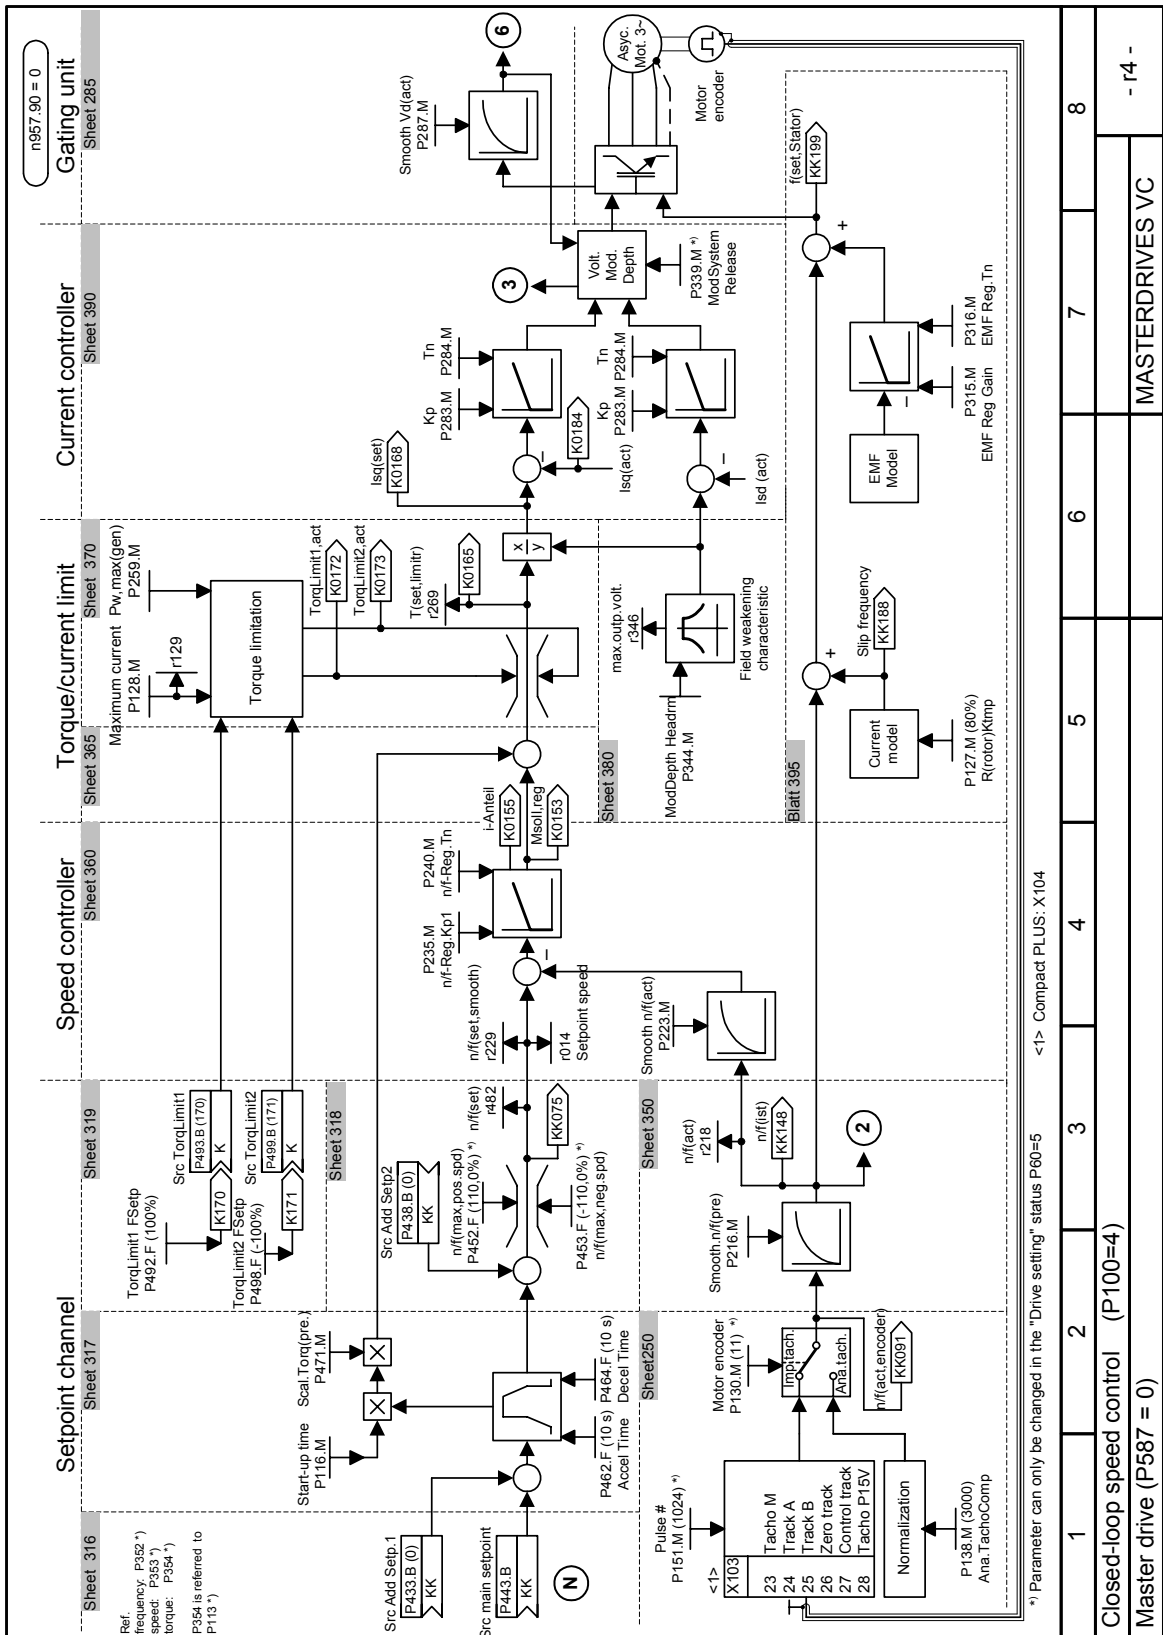 n957.90 = 0
Setpoint channel
Speed controller
Torque/current limit
Current controller
Gating unit
Sheet 316
Sheet 317
Sheet 319
Sheet 360
Sheet 365
Sheet 370
Sheet 390
Sheet 285
Ref.
frequency: P352 *)
speed: P353 *)
torque: P354 *)
P354 is referred to
P113 *)
TorqLimit1 FSetp
P492.F (100%)
K170
Src TorqLimit1
P493.B (170)
K
TorqLimit2 FSetp
P498.F (-100%)
K171
Src TorqLimit2
P499.B (171)
K
Sheet 318
Maximum current
P128.M
r129
Pw,max(gen)
P259.M
Torque limitation
TorqLimit1,act
K0172
TorqLimit2,act
K0173
T(set,limitr)
r269
K0165
Smooth Vd(act)
P287.M
6
Start-up time
P116.M
Scal.Torq(pre.)
P471.M
Src Add Setp2
P438.B (0)
KK
Src Add Setp.1
P433.B (0)
KK
Src main setpoint
P443.B
KK
N
P462.F (10 s)
Accel Time
P464.F (10 s)
Decel Time
n/f(max,pos.spd)
P452.F (110,0%) *)
P453.F (-110,0%) *)
n/f(max,neg.spd)
n/f(set)
r482
KK075
n/f(set,smooth)
r229
r014
Setpoint speed
P235.M
n/f-Reg.Kp1
P240.M
n/f-Reg.Tn
i-Anteil
K0155
Msoll,reg
K0153
–
x
y
Isq(set)
K0168
–
K0184
Isq(act)
Kp
P283.M
Tn
P284.M
3
Volt.
Mod.
Depth
P339.M *)
ModSystem
Release
Asyc.
Mot. 3~
Motor
encoder
Kp
P283.M
Tn
P284.M
–
Isd (act)
Sheet 380
ModDepth Headrm
P344.M
max.outp.volt.
r346
Field weakening
characteristic
Sheet250
Sheet 350
Smooth n/f(act)
P223.M
n/f(act)
r218
n/f(ist)
KK148
2
Smooth.n/f(pre)
P216.M
Motor encoder
P130.M (11) *)
Imp.tach.
Ana.tach.
n/f(act,encoder)
KK091
Pulse #
P151.M (1024) *)
<1>
X103
23 Tacho M
24 Track A
25 Track B
26 Zero track
27 Control track
28 Tacho P15V
Normalization
P138.M (3000)
Ana.TachoComp
Blatt 395
+
Slip frequency
KK188
Current
model
P127.M (80%)
R(rotor)Ktmp
EMF
Model
–
P315.M
EMF Reg Gain
P316.M
EMF Reg.Tn
+
f(set,Stator)
KK199
*) Parameter can only be changed in the "Drive setting" status P60=5
<1> Compact PLUS: X104
1 2 3 4 5 6 7 8
Closed-loop speed control (P100=4)
Master drive (P587 = 0)
MASTERDRIVES VC
- r4 -